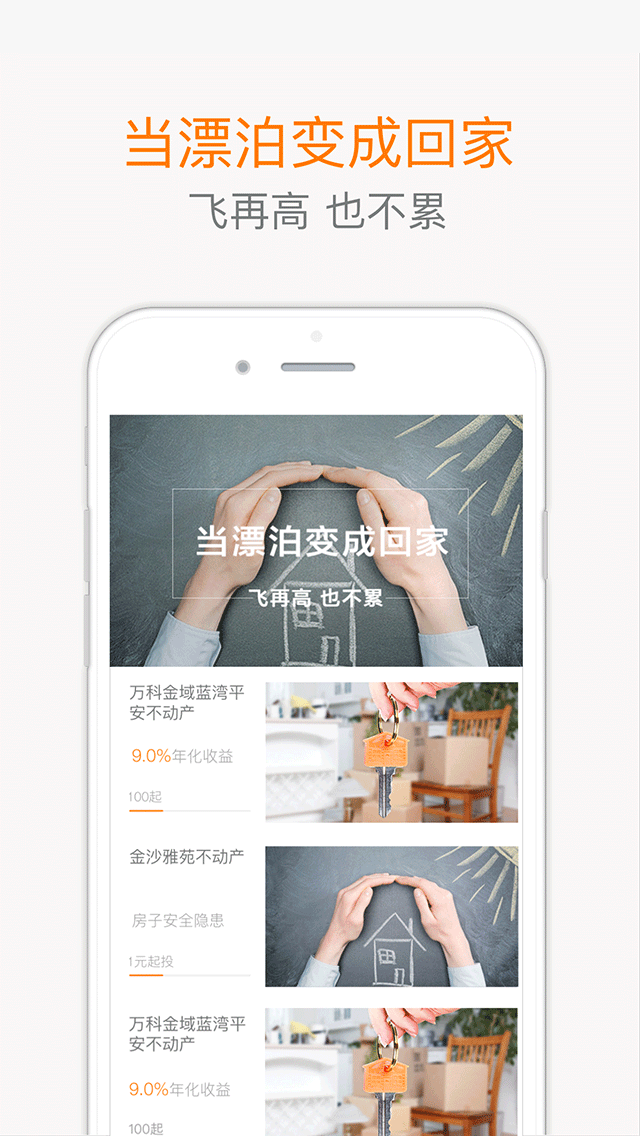 当漂泊变成回家
飞再高 也不累
当漂泊变成回家
飞再高 也不累
万科金域蓝湾平
安不动产
9.0%年化收益
100起
金沙雅苑不动产
房子安全隐患
1元起投
万科金域蓝湾平
安不动产
9.0%年化收益
100起